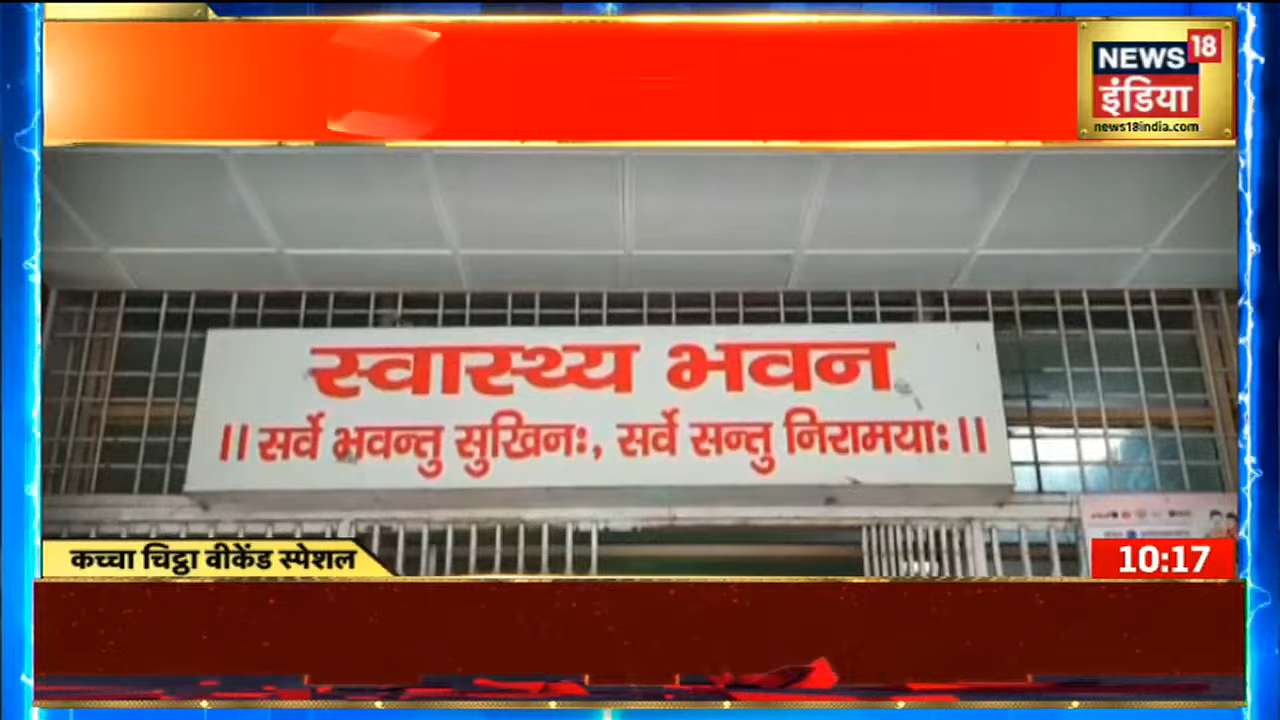 NEWS 18
इंडिया
news18india.com
स्वास्थ्य भवन
।। सर्वे भवन्तु सुखिनः, सर्वे सन्तु निरामयाः।।
कच्चा चिट्ठा वीकेंड स्पेशल
10:17